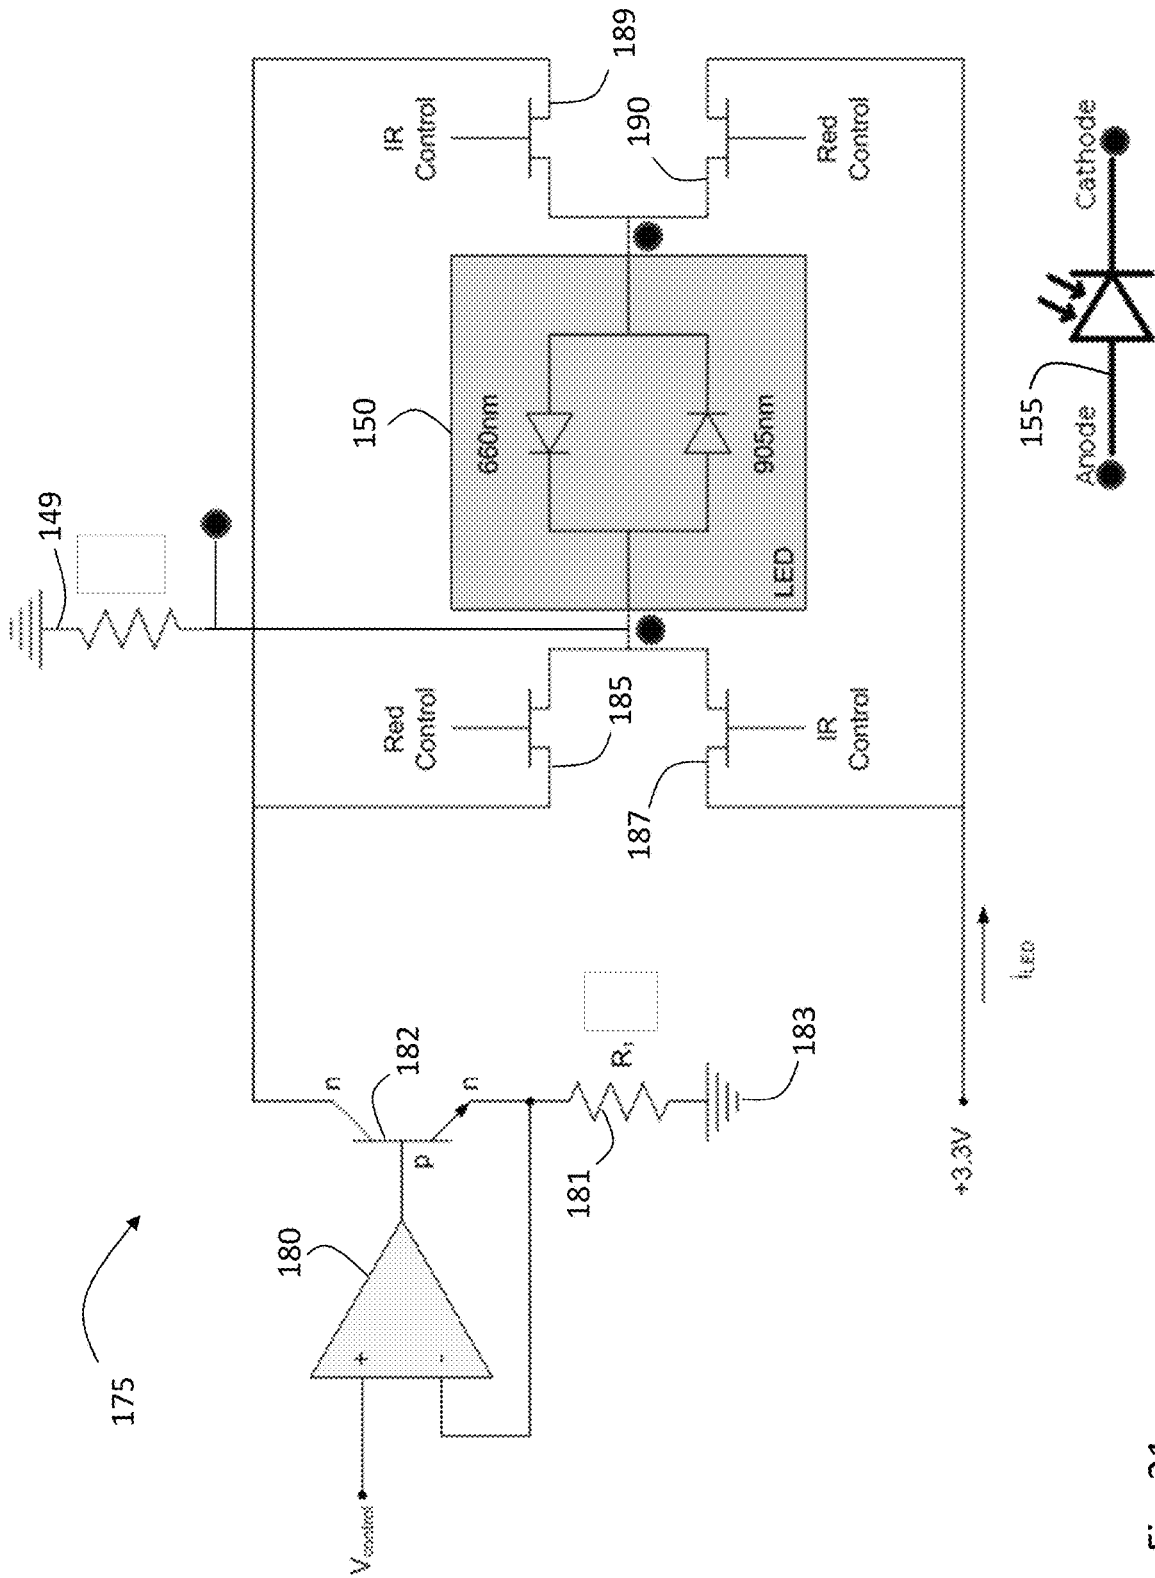 175
V control
+
-
180
p
n
182
n
181
R₁
183
149
Red
Control
185
187
IR
Control
150
660nm
905nm
LED
IR
Control
189
190
Red
Control
+3.3V
iLED
155
Anode
Cathode